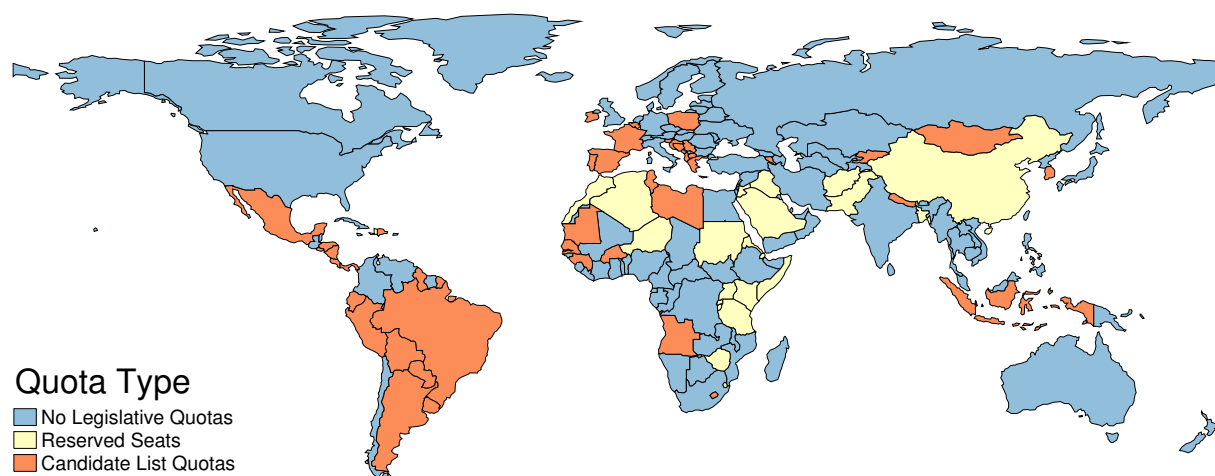 Quota Type
No Legislative Quotas
Reserved Seats
Candidate List Quotas